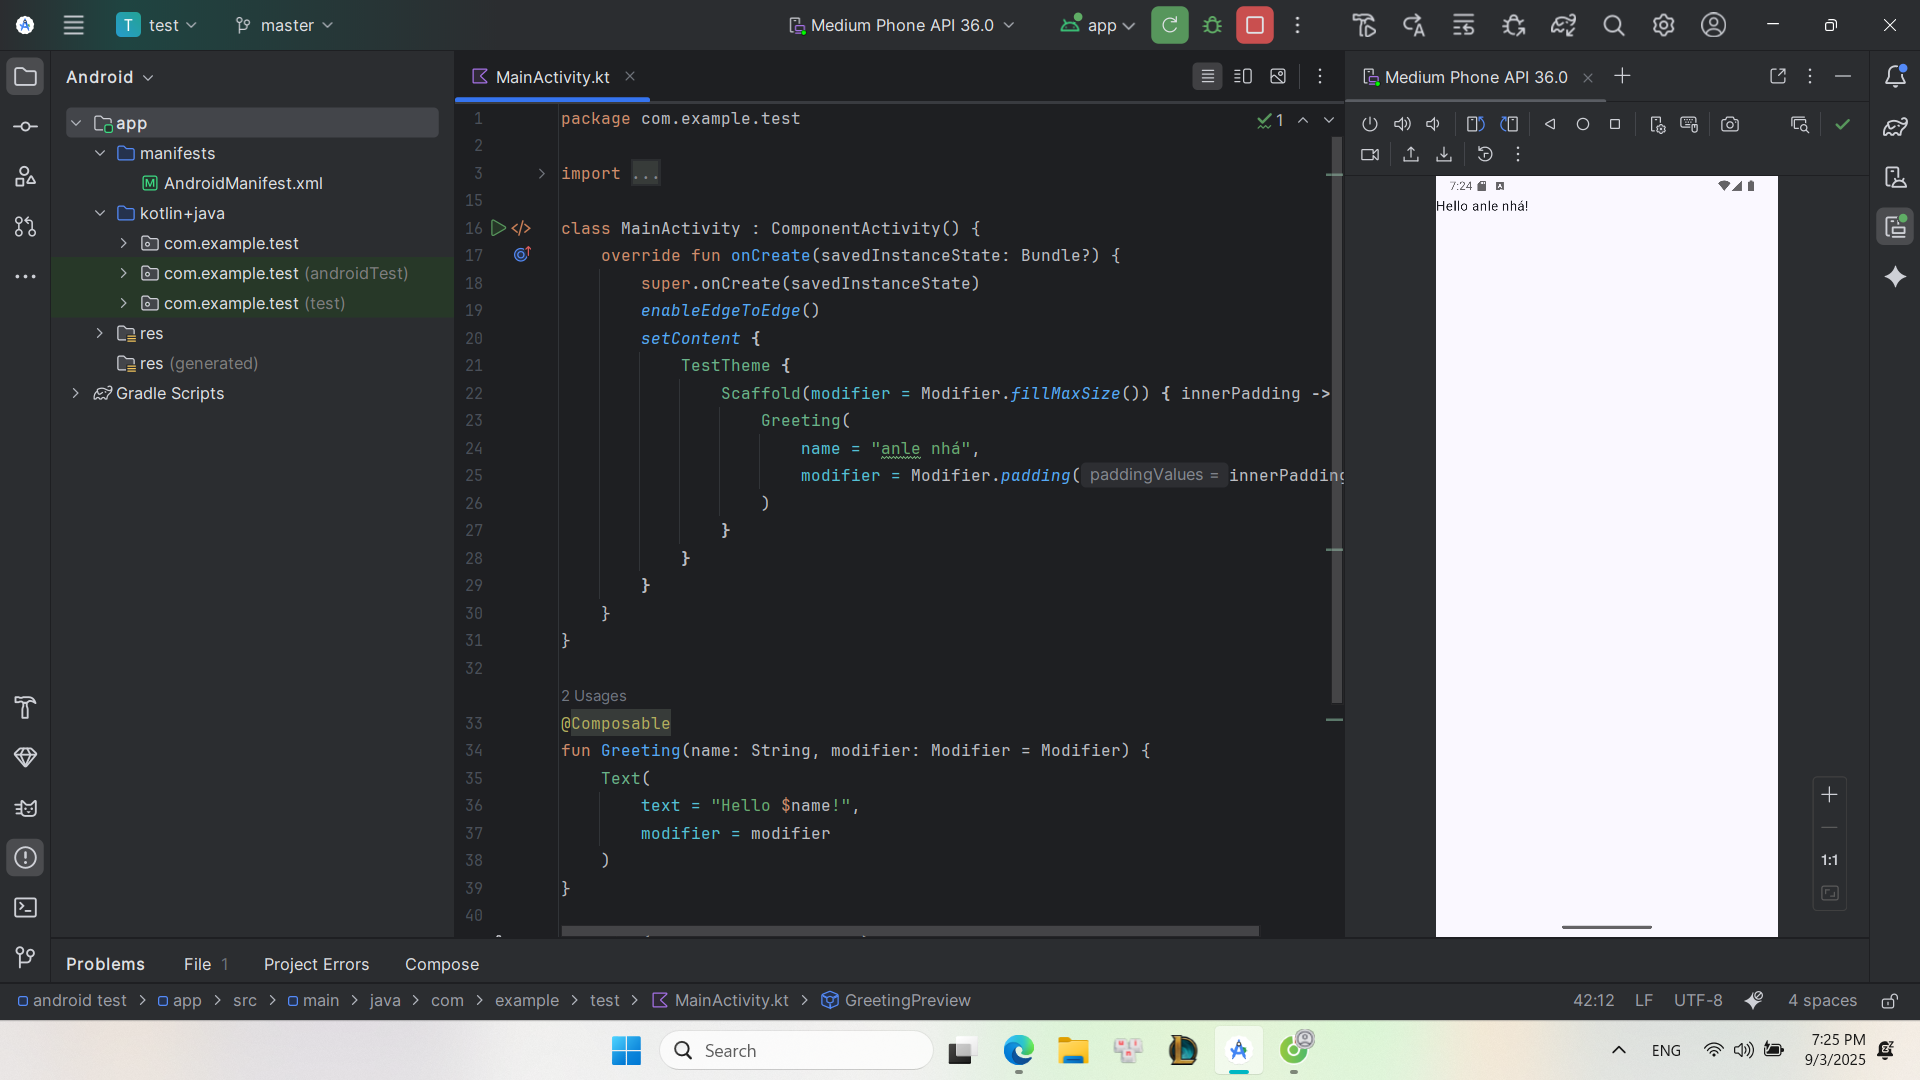 T test master Medium Phone API 36.0 app
Android
app
manifests
AndroidManifest.xml
kotlin+java
com.example.test
com.example.test (androidTest)
com.example.test (test)
res
res (generated)
Gradle Scripts
MainActivity.kt
1 package com.example.test
2
3 import ...
15
16 class MainActivity : ComponentActivity() {
17 override fun onCreate(savedInstanceState: Bundle?) {
18 super.onCreate(savedInstanceState)
19 enableEdgeToEdge()
20 setContent {
21 TestTheme {
22 Scaffold(modifier = Modifier.fillMaxSize()) { innerPadding ->
23 Greeting(
24 name = "anle nhá",
25 modifier = Modifier.padding( paddingValues = innerPadding
26 )
27 }
28 }
29 }
30 }
31 }
32
2 Usages
33 @Composable
34 fun Greeting(name: String, modifier: Modifier = Modifier) {
35 Text(
36 text = "Hello $name!",
37 modifier = modifier
38 )
39 }
40
1
Medium Phone API 36.0
7:24
Hello anle nhá!
1:1
Problems File 1 Project Errors Compose
android test > app > src > main > java > com > example > test > MainActivity.kt > GreetingPreview
42:12 LF UTF-8 4 spaces
Search
ENG
7:25 PM
9/3/2025